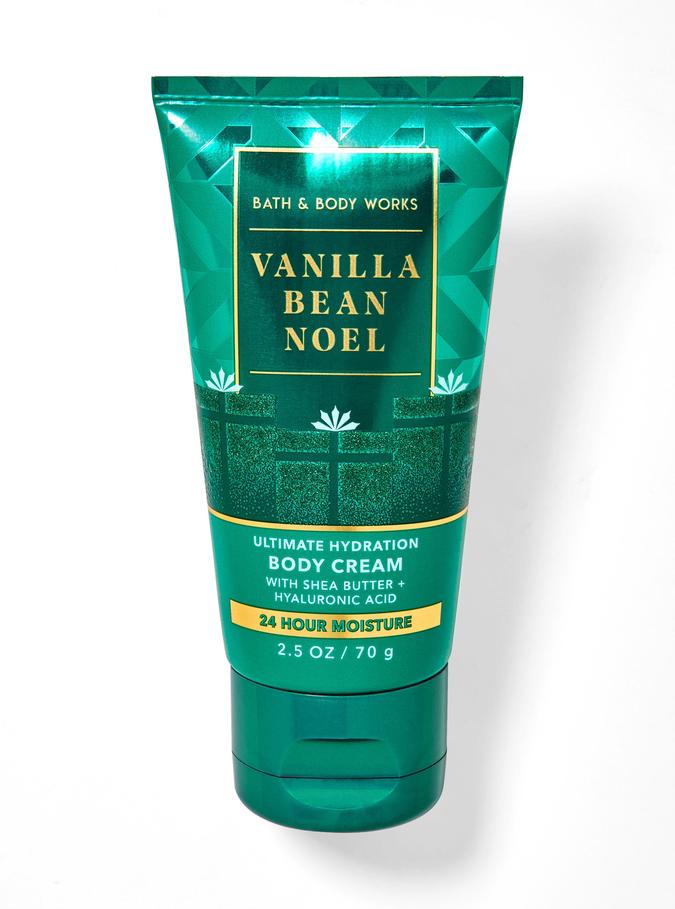 BATH & BODY WORKS
VANILLA
BEAN
NOEL
ULTIMATE HYDRATION
BODY CREAM
WITH SHEA BUTTER +
HYALURONIC ACID
24 HOUR MOISTURE
2.5 OZ / 70 g